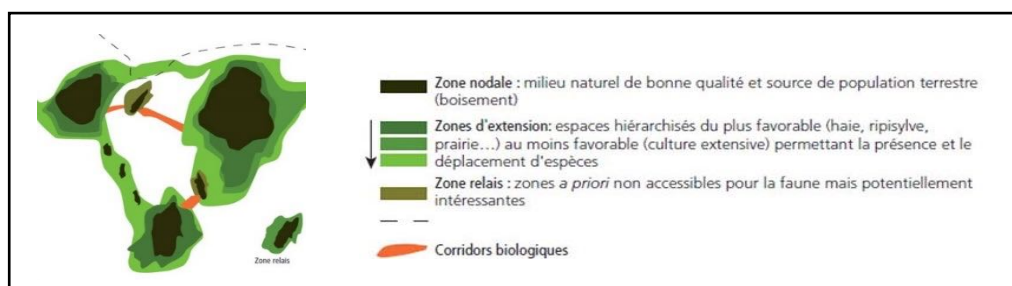 Zone nodale : milieu naturel de bonne qualité et source de population terrestre
(boisement)
Zones d'extension: espaces hiérarchisés du plus favorable (haie, ripisylve,
prairie…) au moins favorable (culture extensive) permettant la présence et le
déplacement d'espèces
Zone relais : zones a priori non accessibles pour la faune mais potentiellement
intéressantes
Corridors biologiques
Zone relais